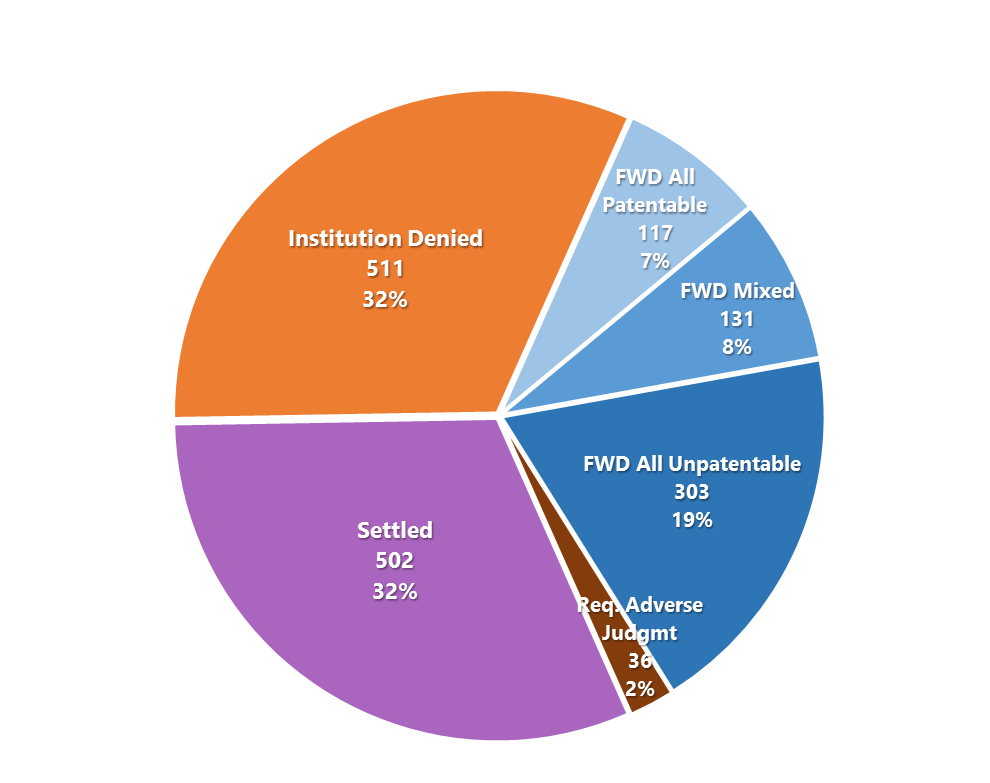 Institution Denied
511
32%
FWD All
Patentable
117
7%
FWD Mixed
131
8%
FWD All Unpatentable
303
19%
Req. Adverse
Judgmt
36
2%
Settled
502
32%